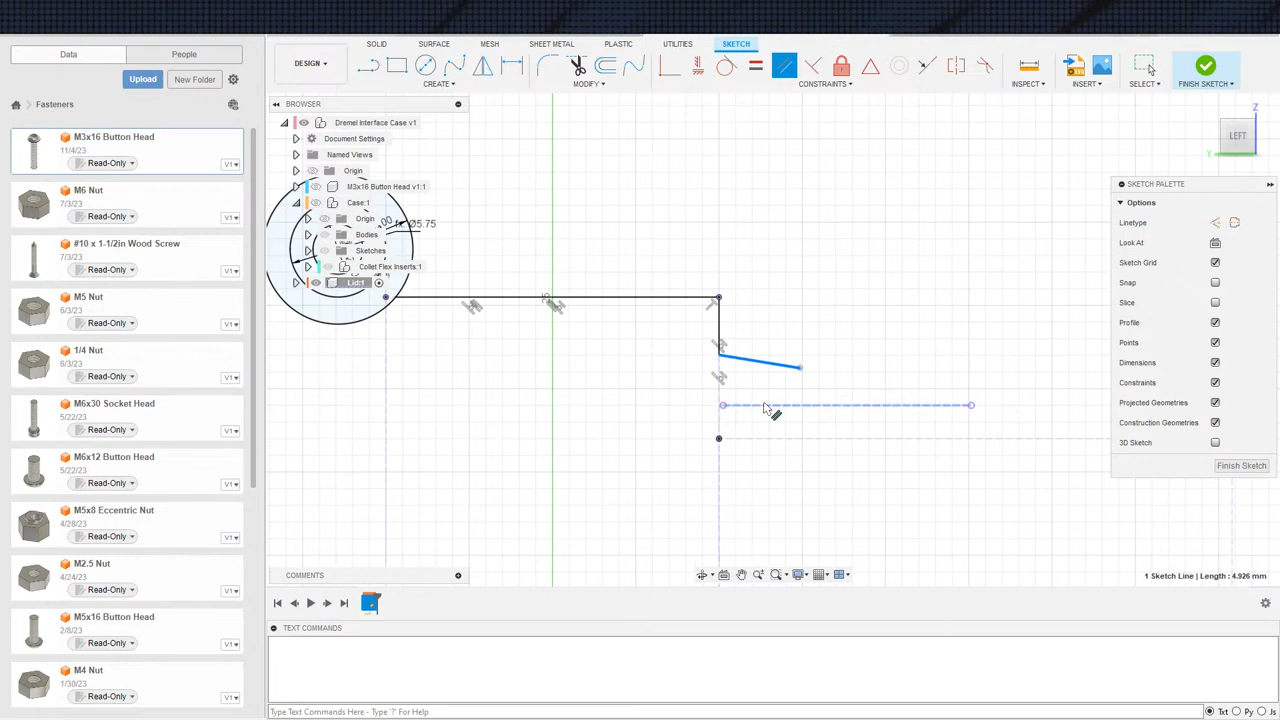 SOLID SURFACE MESH SHEET METAL PLASTIC UTILITIES SKETCH
Data People
Upload New Folder
Fasteners
M3x16 Button Head
11/4/23
Read-Only V1
M6 Nut
7/3/23
Read-Only V1
#10 x 1-1/2in Wood Screw
7/3/23
Read-Only V1
M5 Nut
6/3/23
Read-Only V1
1/4 Nut
6/3/23
Read-Only V1
M6x30 Socket Head
5/22/23
Read-Only V1
M6x12 Button Head
5/22/23
Read-Only V1
M5x8 Eccentric Nut
4/28/23
Read-Only V1
M2.5 Nut
4/24/23
Read-Only V1
M5x16 Button Head
2/8/23
Read-Only V1
M4 Nut
1/30/23
Read-Only V1
DESIGN
CREATE MODIFY CONSTRAINTS INSPECT INSERT SELECT FINISH SKETCH
BROWSER
Dremel Interface Case v1
Document Settings
Named Views
Origin
M3x16 Button Head v1:1
Case:1
Origin
Bodies
Sketches
Collet Flex Inserts:1
Lid:1
fx: Ø5.75
LEFT
Z
Y
SKETCH PALETTE
Options
Linetype
Look At
Sketch Grid
Snap
Slice
Profile
Points
Dimensions
Constraints
Projected Geometries
Construction Geometries
3D Sketch
Finish Sketch
COMMENTS
1 Sketch Line | Length : 4.926 mm
TEXT COMMANDS
Type Text Commands Here - Type '?' For Help
Txt Py Js